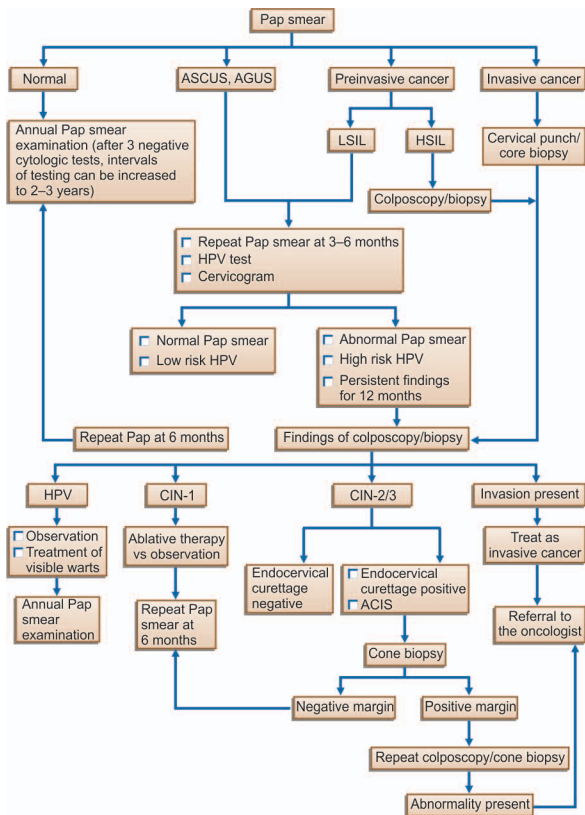 Pap smear
Normal
ASCUS, AGUS
Preinvasive cancer
Invasive cancer
Annual Pap smear
examination (after 3 negative
cytologic tests, intervals
of testing can be increased
to 2–3 years)
LSIL
HSIL
Cervical punch/
core biopsy
Colposcopy/biopsy
Repeat Pap smear at 3–6 months
HPV test
Cervicogram
Normal Pap smear
Low risk HPV
Abnormal Pap smear
High risk HPV
Persistent findings
for 12 months
Repeat Pap at 6 months
Findings of colposcopy/biopsy
HPV
CIN-1
CIN-2/3
Invasion present
Observation
Treatment of
visible warts
Ablative therapy
vs observation
Treat as
invasive cancer
Endocervical
curettage
negative
Endocervical
curettage positive
ACIS
Annual Pap
smear
examination
Repeat Pap
smear at
6 months
Referral to
the oncologist
Cone biopsy
Negative margin
Positive margin
Repeat colposcopy/cone biopsy
Abnormality present